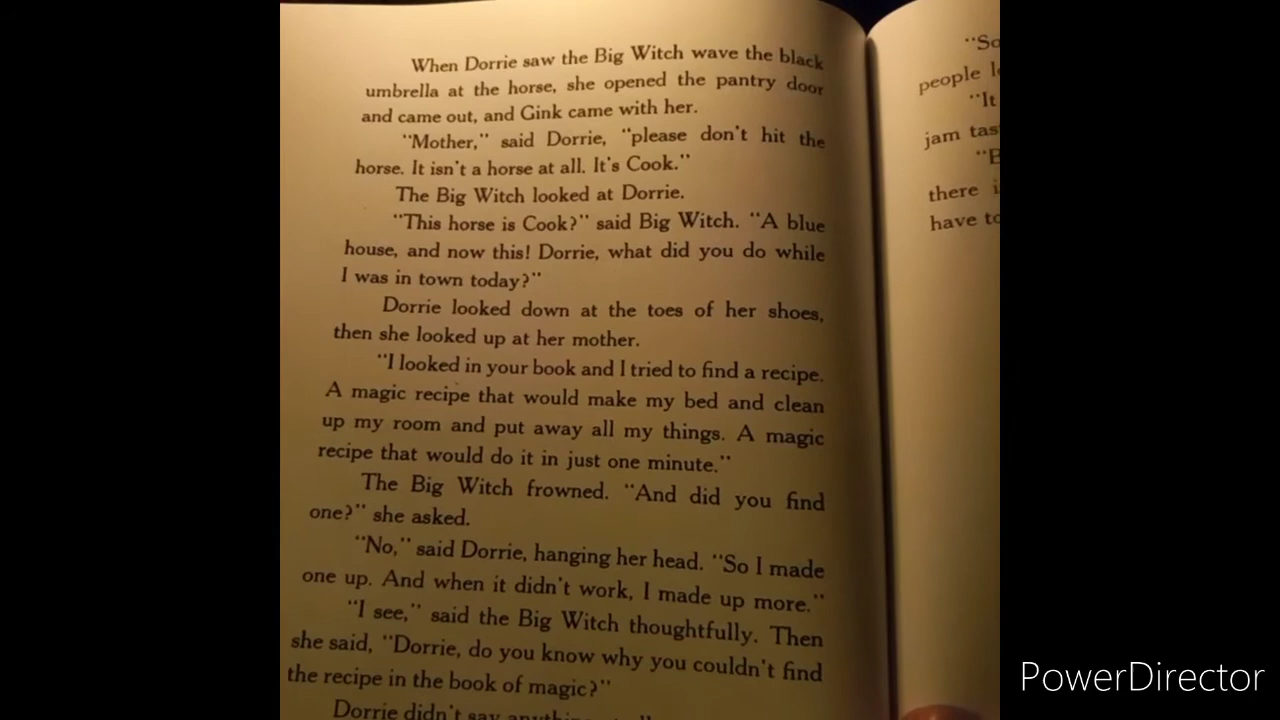 When Dorrie saw the Big Witch wave the black
umbrella at the horse, she opened the pantry door
and came out, and Gink came with her.
"Mother," said Dorrie, "please don't hit the
horse. It isn't a horse at all. It's Cook."
The Big Witch looked at Dorrie.
"This horse is Cook?" said Big Witch. "A blue
house, and now this! Dorrie, what did you do while
I was in town today?"
Dorrie looked down at the toes of her shoes,
then she looked up at her mother.
"I looked in your book and I tried to find a recipe.
A magic recipe that would make my bed and clean
up my room and put away all my things. A magic
recipe that would do it in just one minute."
The Big Witch frowned. "And did you find
one?" she asked.
"No," said Dorrie, hanging her head. "So I made
one up. And when it didn't work, I made up more."
"I see," said the Big Witch thoughtfully. Then
she said, "Dorrie, do you know why you couldn't find
the recipe in the book of magic?"
Dorrie didn't say
"So
people
"It
jam
there
have
PowerDirector